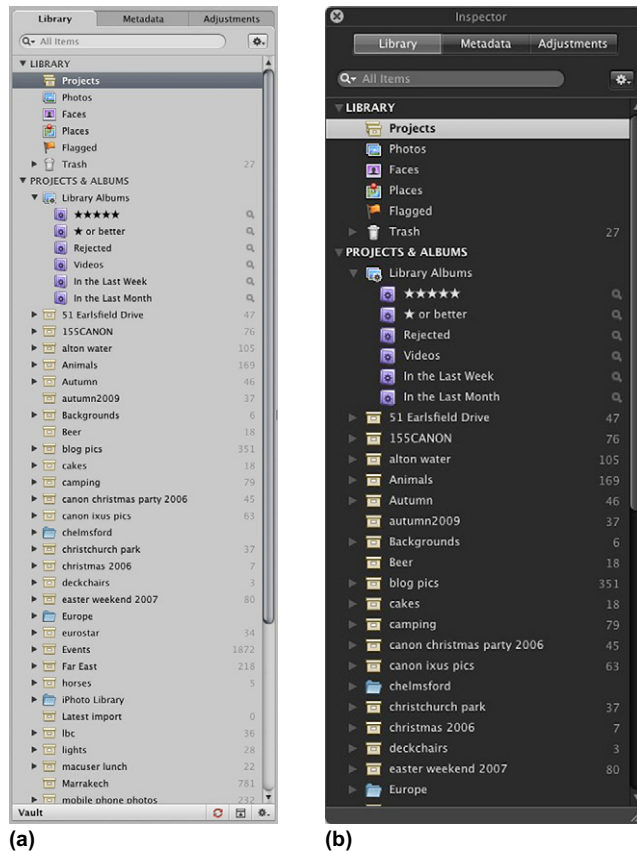 Library Metadata Adjustments
All Items
LIBRARY
Projects
Photos
Faces
Places
Flagged
Trash 27
PROJECTS & ALBUMS
Library Albums
★★★★★
★ or better
Rejected
Videos
In the Last Week
In the Last Month
51 Earlsfield Drive 47
155CANON 76
alton water 105
Animals 169
Autumn 46
autumn2009 37
Backgrounds 6
Beer 18
blog pics 351
cakes 18
camping 79
canon christmas party 2006 45
canon ixus pics 63
chelmsford
christchurch park 37
christmas 2006 7
deckchairs 3
easter weekend 2007 80
Europe
eurostar 34
Events 1872
Far East 218
horses 5
iPhoto Library
Latest import 0
lbc 36
lights 28
macuser lunch 22
Marrakech 781
mobile phone photos 232
Vault
(a)
Inspector
Library Metadata Adjustments
All Items
LIBRARY
Projects
Photos
Faces
Places
Flagged
Trash 27
PROJECTS & ALBUMS
Library Albums
★★★★★
★ or better
Rejected
Videos
In the Last Week
In the Last Month
51 Earlsfield Drive 47
155CANON 76
alton water 105
Animals 169
Autumn 46
autumn2009 37
Backgrounds 6
Beer 18
blog pics 351
cakes 18
camping 79
canon christmas party 2006 45
canon ixus pics 63
chelmsford
christchurch park 37
christmas 2006 7
deckchairs 3
easter weekend 2007 80
Europe
(b)